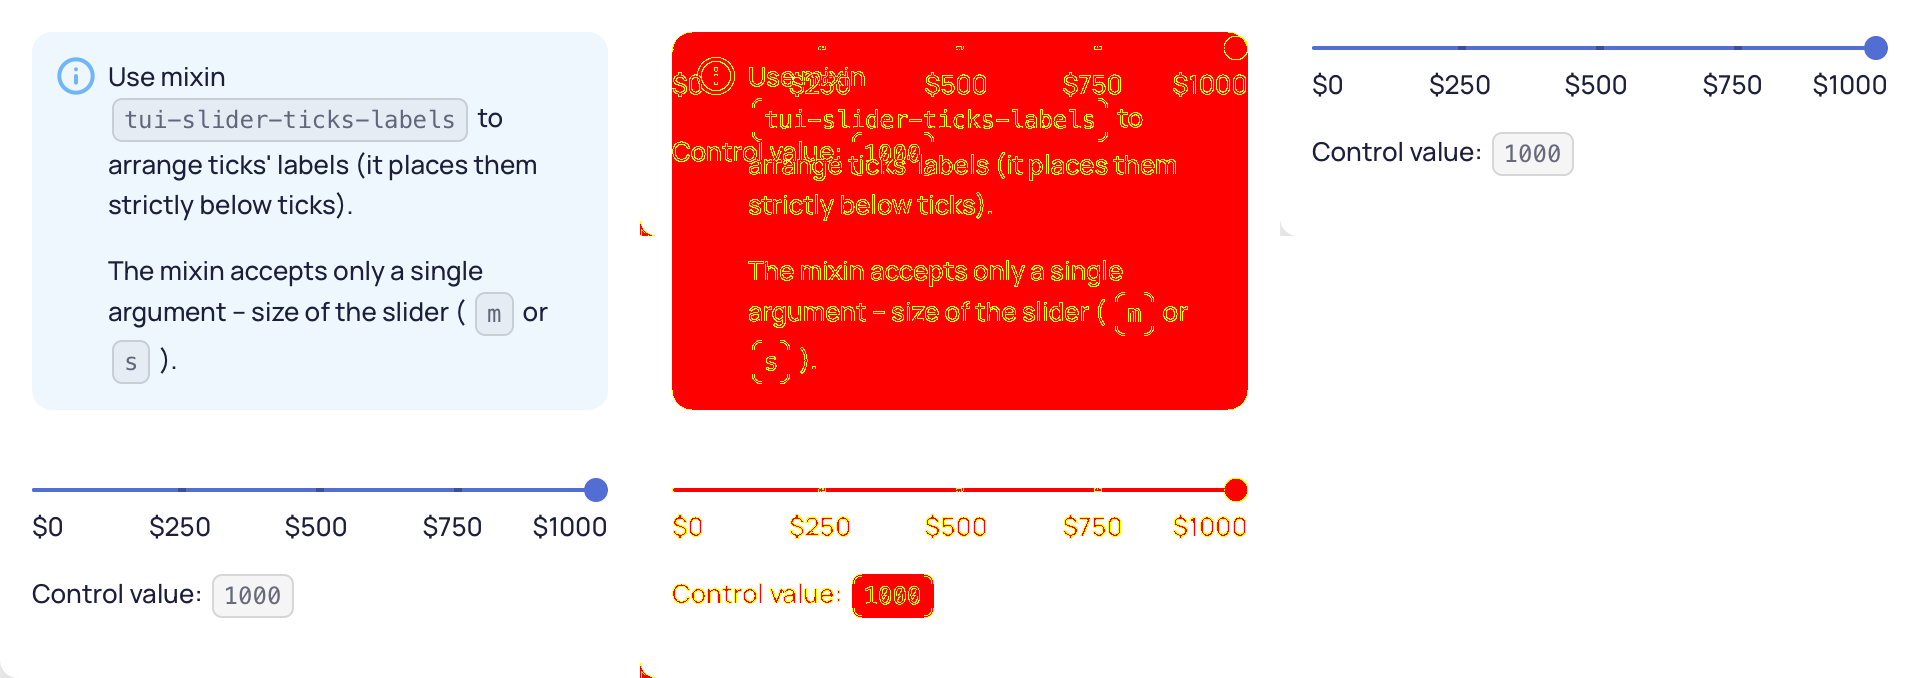 Use mixin
tui-slider-ticks-labels to
arrange ticks' labels (it places them
strictly below ticks).
The mixin accepts only a single
argument – size of the slider ( m or
s ).
$0 $250 $500 $750 $1000
Control value: 1000
$0 $250 $500 $750 $1000
Use mixin
tui-slider-ticks-labels to
Control value: 1000
arrange ticks' labels (it places them
strictly below ticks).
The mixin accepts only a single
argument – size of the slider ( m or
s ).
$0 $250 $500 $750 $1000
Control value: 1000
$0 $250 $500 $750 $1000
Control value: 1000